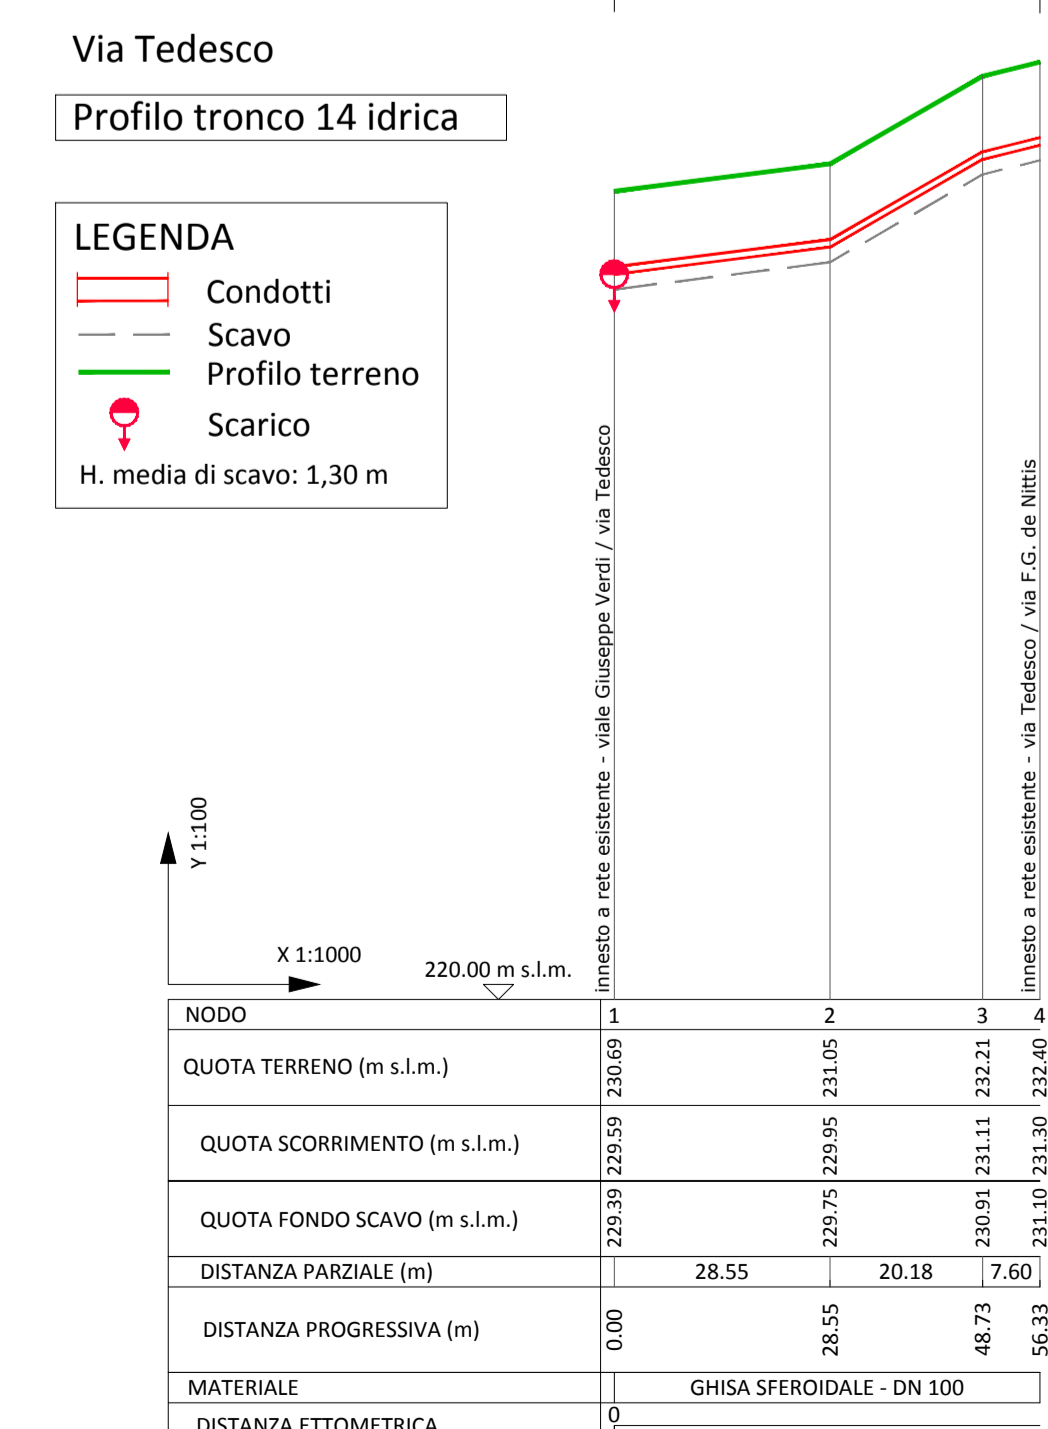 Via Tedesco
Profilo tronco 14 idrica
LEGENDA
Condotti
Scavo
Profilo terreno
Scarico
H. media di scavo: 1,30 m
innesto a rete esistente - viale Giuseppe Verdi / via Tedesco
innesto a rete esistente - via Tedesco / via F.G. de Nittis
Y 1:100
X 1:1000
220.00 m s.l.m.
NODO 1 2 3 4
QUOTA TERRENO (m s.l.m.) 230.69 231.05 232.21 232.40
QUOTA SCORRIMENTO (m s.l.m.) 229.59 229.95 231.11 231.30
QUOTA FONDO SCAVO (m s.l.m.) 229.39 229.75 230.91 231.10
DISTANZA PARZIALE (m) 28.55 20.18 7.60
DISTANZA PROGRESSIVA (m) 0.00 28.55 48.73 56.33
MATERIALE GHISA SFEROIDALE - DN 100
DISTANZA ETTOMETRICA 0